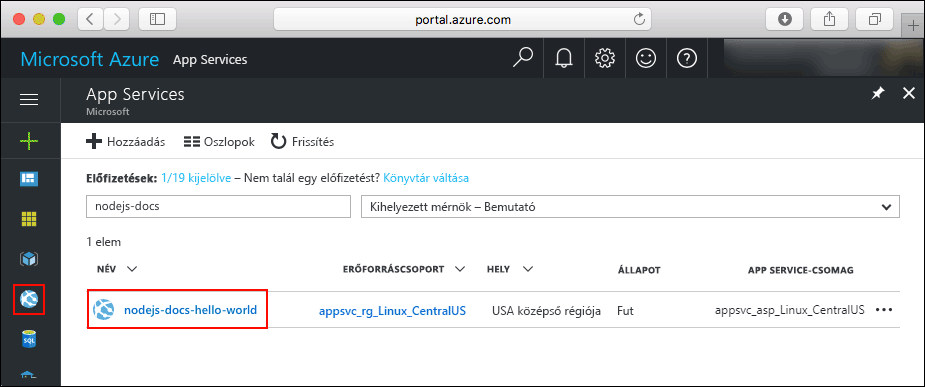 portal.azure.com
Microsoft Azure App Services
App Services
Microsoft
Hozzáadás Oszlopok Frissítés
Előfizetések: 1/19 kijelölve – Nem talál egy előfizetést? Könyvtár váltása
nodejs-docs Kihelyezett mérnök – Bemutató
1 elem
NÉV ERŐFORRÁSCSOPORT HELY ÁLLAPOT APP SERVICE-CSOMAG
nodejs-docs-hello-world appsvc_rg_Linux_CentralUS USA középső régiója Fut appsvc_asp_Linux_CentralUS
SQL